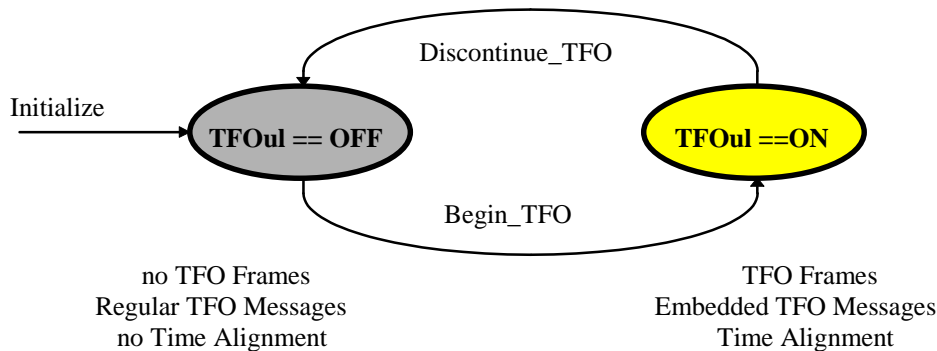 Discontinue_TFO
Initialize
TFOul == OFF
TFOul ==ON
Begin_TFO
no TFO Frames
Regular TFO Messages
no Time Alignment
TFO Frames
Embedded TFO Messages
Time Alignment